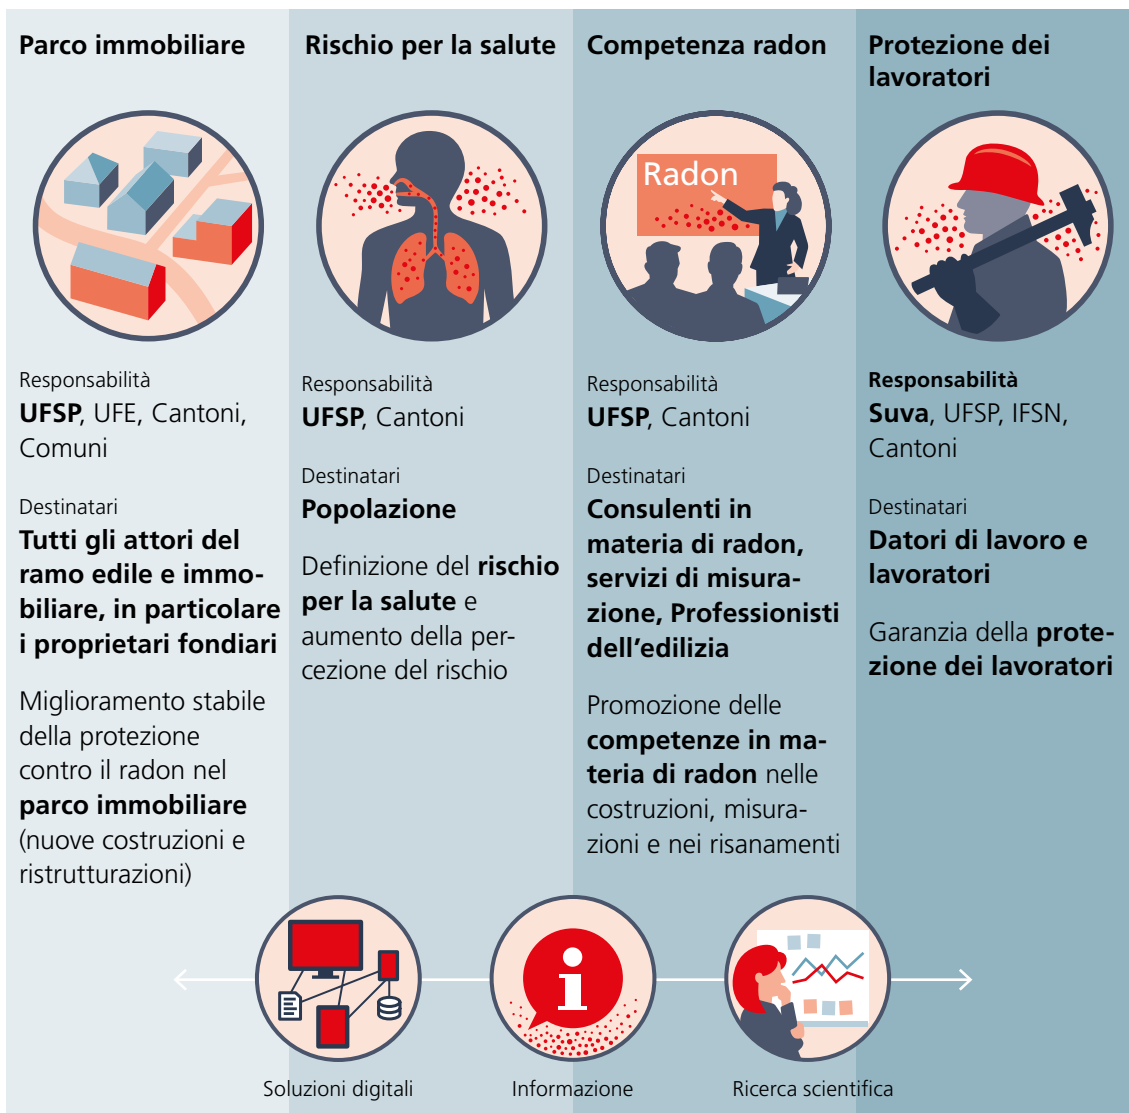 Parco immobiliare
Radon
Responsabilità
UFSP, UFE, Cantoni,
Comuni
Destinatari
Tutti gli attori del
ramo edile e immo-
biliare, in particolare
i proprietari fondiari
Miglioramento stabile
della protezione
contro il radon nel
parco immobiliare
(nuove costruzioni e
ristrutturazioni)
Rischio per la salute
Responsabilità
UFSP, Cantoni
Destinatari
Popolazione
Definizione del rischio
per la salute e
aumento della per-
cezione del rischio
Competenza radon
Responsabilità
UFSP, Cantoni
Destinatari
Consulenti in
materia di radon,
servizi di misura-
zione, Professionisti
dell'edilizia
Promozione delle
competenze in ma-
teria di radon nelle
costruzioni, misura-
zioni e nei risanamenti
Protezione dei
lavoratori
Responsabilità
Suva, UFSP, IFSN,
Cantoni
Destinatari
Datori di lavoro e
lavoratori
Garanzia della prote-
zione dei lavoratori
Soluzioni digitali
Informazione
Ricerca scientifica